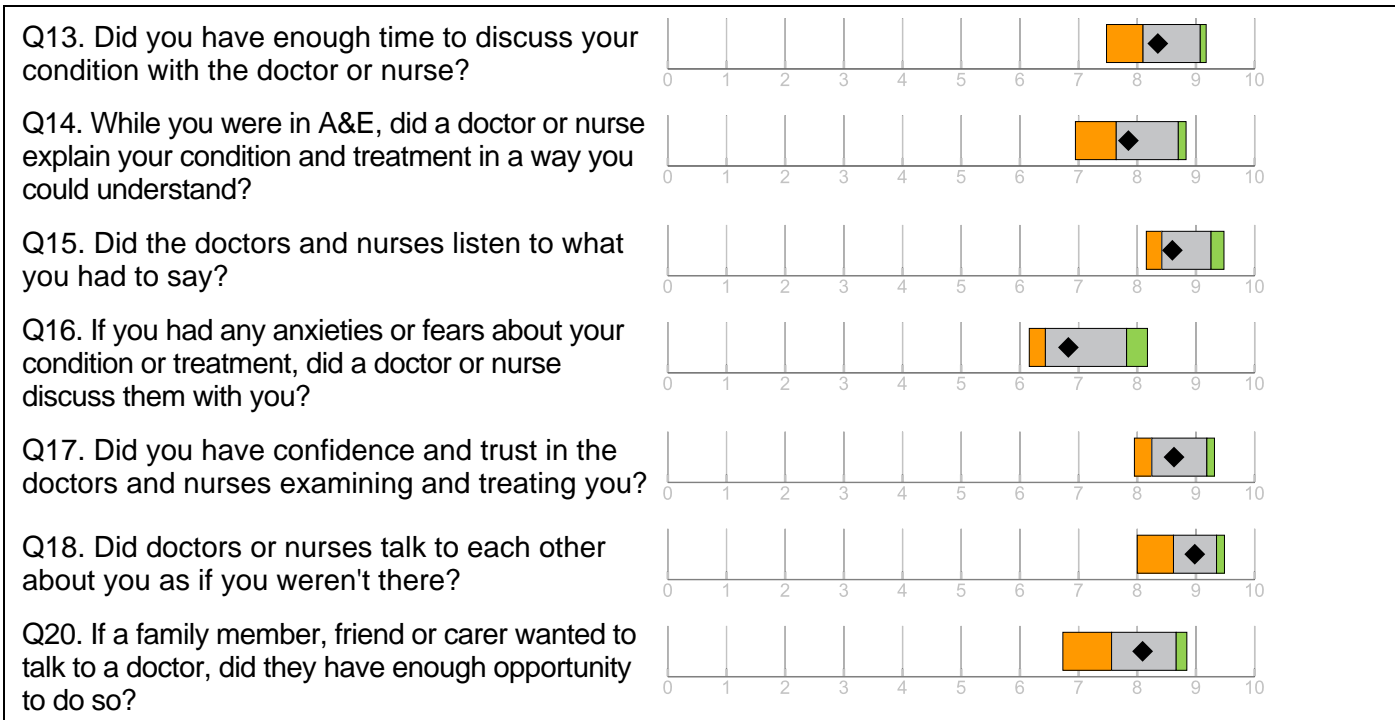 Q13. Did you have enough time to discuss your
condition with the doctor or nurse?
0 1 2 3 4 5 6 7 8 9 10
Q14. While you were in A&E, did a doctor or nurse
explain your condition and treatment in a way you
could understand?
0 1 2 3 4 5 6 7 8 9 10
Q15. Did the doctors and nurses listen to what
you had to say?
0 1 2 3 4 5 6 7 8 9 10
Q16. If you had any anxieties or fears about your
condition or treatment, did a doctor or nurse
discuss them with you?
0 1 2 3 4 5 6 7 8 9 10
Q17. Did you have confidence and trust in the
doctors and nurses examining and treating you?
0 1 2 3 4 5 6 7 8 9 10
Q18. Did doctors or nurses talk to each other
about you as if you weren't there?
0 1 2 3 4 5 6 7 8 9 10
Q20. If a family member, friend or carer wanted to
talk to a doctor, did they have enough opportunity
to do so?
0 1 2 3 4 5 6 7 8 9 10